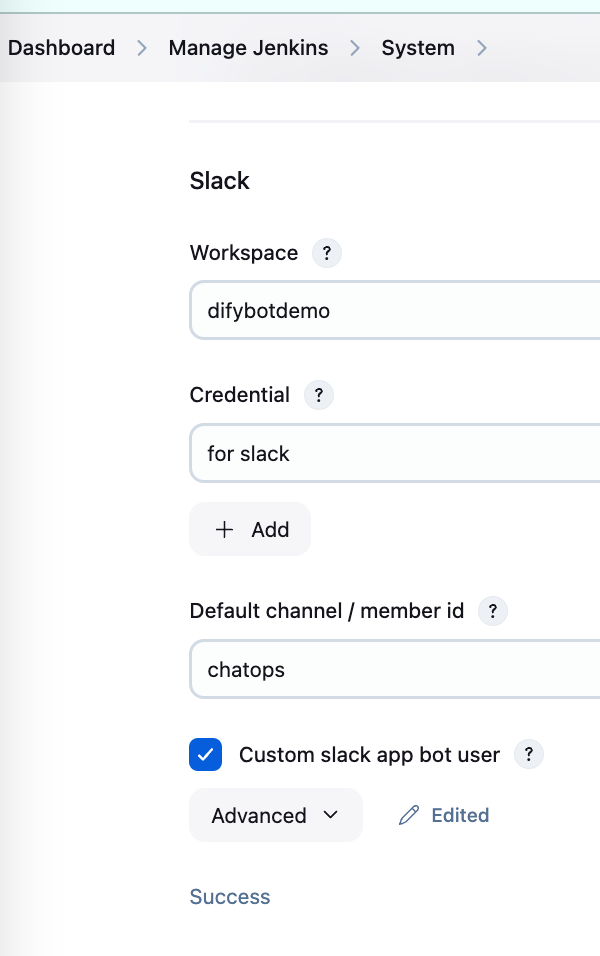 Dashboard > Manage Jenkins > System >
Slack
Workspace ?
difybotdemo
Credential ?
for slack
+ Add
Default channel / member id ?
chatops
Custom slack app bot user ?
Advanced Edited
Success